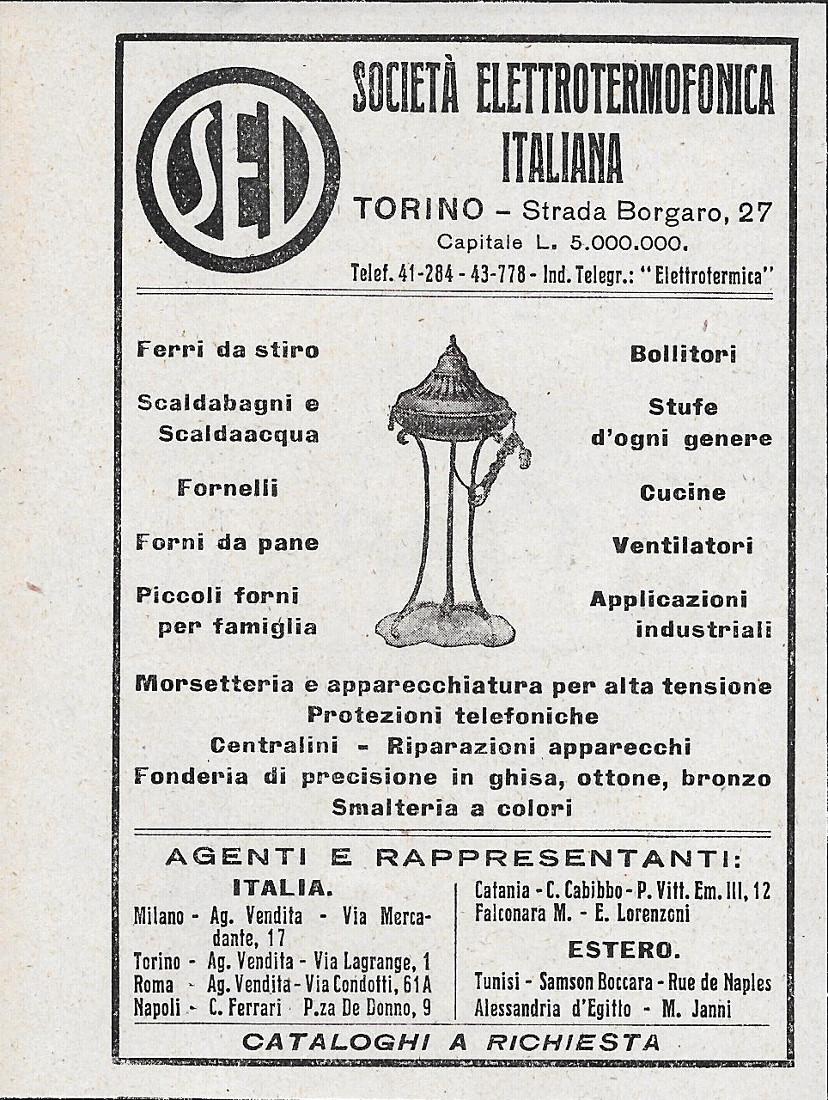 SEI
SOCIETÀ ELETTROTERMOFONICA
ITALIANA
TORINO – Strada Borgaro, 27
Capitale L. 5.000.000.
Telef. 41-284 - 43-778 - Ind. Telegr.: "Elettrotermica"
Ferri da stiro
Scaldabagni e
Scaldaacqua
Fornelli
Forni da pane
Piccoli forni
per famiglia
Bollitori
Stufe
d'ogni genere
Cucine
Ventilatori
Applicazioni
industriali
Morsetteria e apparecchiatura per alta tensione
Protezioni telefoniche
Centralini – Riparazioni apparecchi
Fonderia di precisione in ghisa, ottone, bronzo
Smalteria a colori
AGENTI E RAPPRESENTANTI:
ITALIA.
Milano - Ag. Vendita - Via Merca-
dante, 17
Torino - Ag. Vendita - Via Lagrange, 1
Roma - Ag. Vendita - Via Condotti, 61A
Napoli - C. Ferrari P.za De Donno, 9
Catania - C. Cabibbo - P. Vitt. Em. III, 12
Falconara M. - E. Lorenzoni
ESTERO.
Tunisi - Samson Boccara - Rue de Naples
Alessandria d'Egitto - M. Janni
CATALOGHI A RICHIESTA